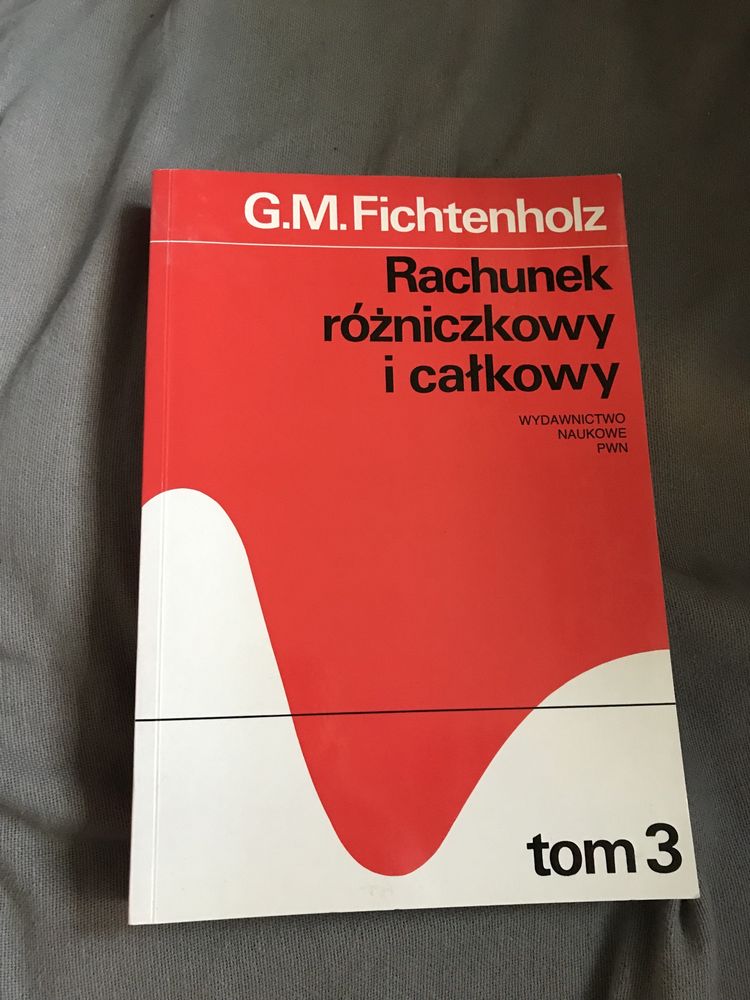 G.M. Fichtenholz
Rachunek
różniczkowy
i całkowy
WYDAWNICTWO
NAUKOWE
PWN
tom 3